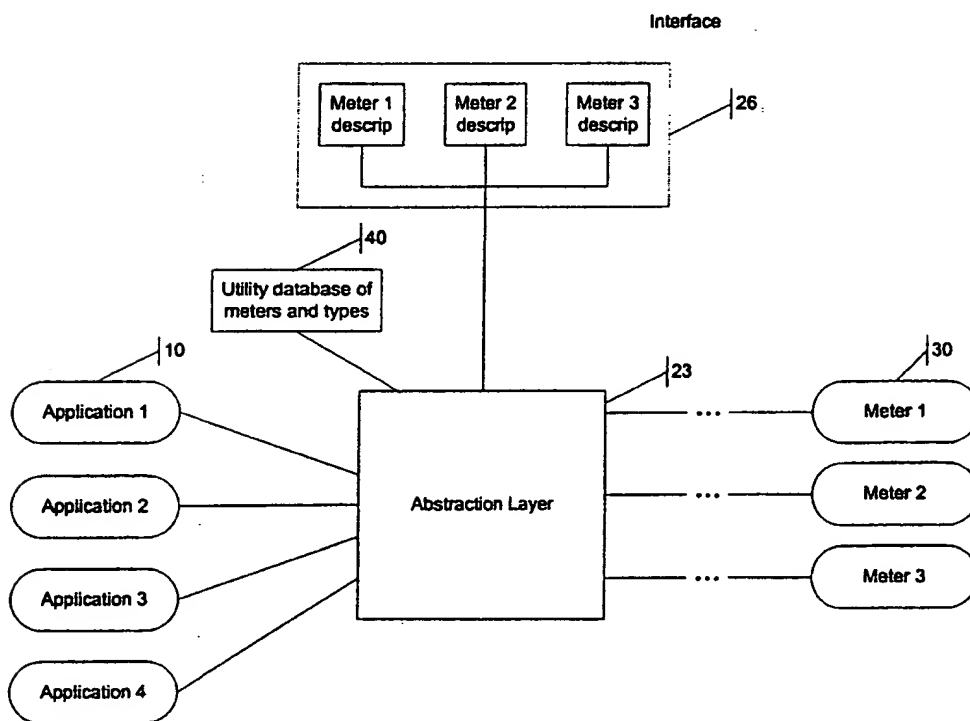 Interface
Meter 1
descrip
Meter 2
descrip
Meter 3
descrip
26
40
Utility database of
meters and types
10
23
30
Application 1
Meter 1
Application 2
Abstraction Layer
Meter 2
Application 3
Meter 3
Application 4